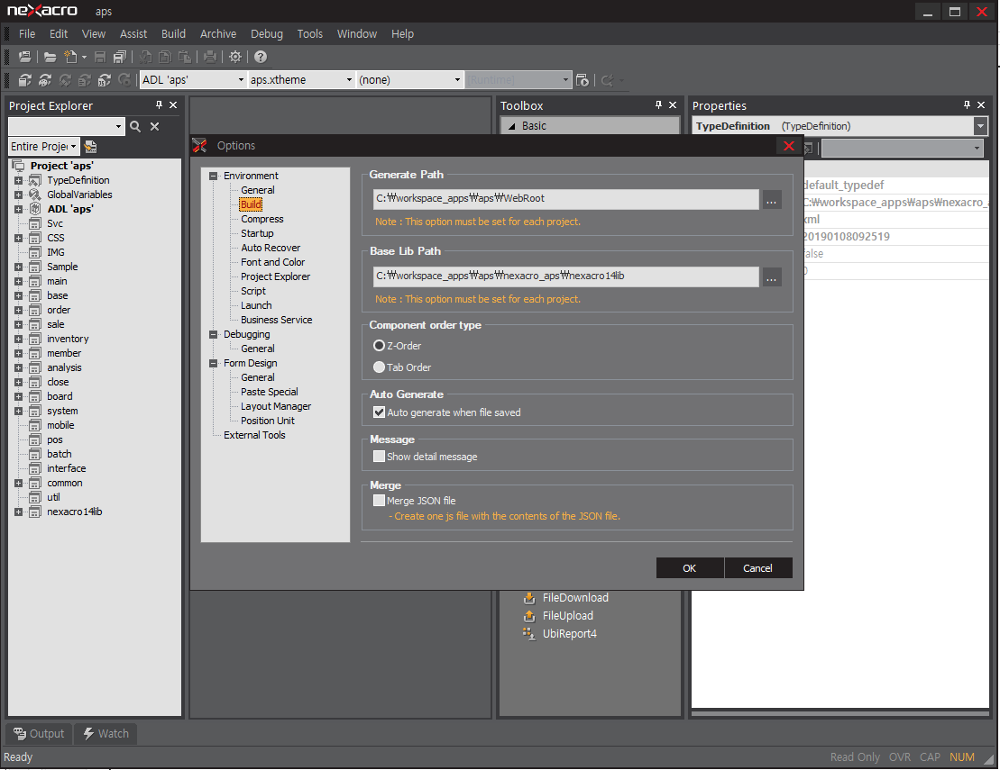 nexacro aps
File Edit View Assist Build Archive Debug Tools Window Help
ADL 'aps' aps.xtheme (none) [Runtime]
Project Explorer
Entire Projec
Project 'aps'
TypeDefinition
GlobalVariables
ADL 'aps'
Svc
CSS
IMG
Sample
main
base
order
sale
inventory
member
analysis
close
board
system
mobile
pos
batch
interface
common
util
nexacro14lib
Toolbox
Basic
FileDownload
FileUpload
UbiReport4
Properties
TypeDefinition (TypeDefinition)
default_typedef
C:₩workspace_apps₩aps₩nexacro_a
xml
20190108092519
false
0
Options
Environment
General
Build
Compress
Startup
Auto Recover
Font and Color
Project Explorer
Script
Launch
Business Service
Debugging
General
Form Design
General
Paste Special
Layout Manager
Position Unit
External Tools
Generate Path
C:₩workspace_apps₩aps₩WebRoot ...
Note : This option must be set for each project.
Base Lib Path
C:₩workspace_apps₩aps₩nexacro_aps₩nexacro14lib ...
Note : This option must be set for each project.
Component order type
Z-Order
Tab Order
Auto Generate
Auto generate when file saved
Message
Show detail message
Merge
Merge JSON file
- Create one js file with the contents of the JSON file.
OK Cancel
Output Watch
Ready Read Only OVR CAP NUM